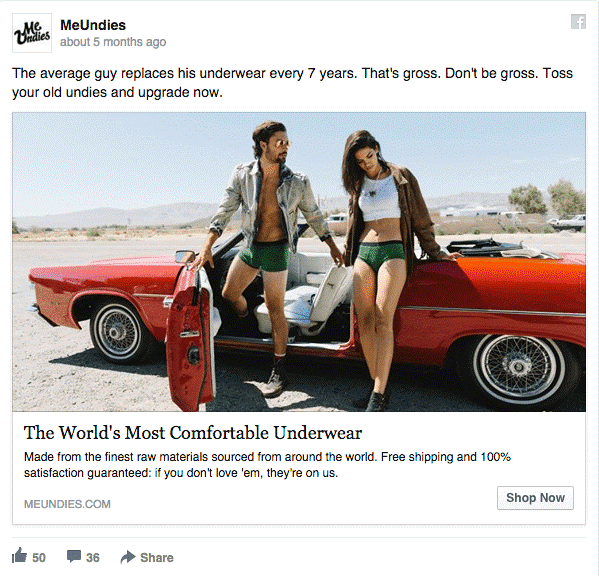 Me
Undies
MeUndies
about 5 months ago
f
The average guy replaces his underwear every 7 years. That's gross. Don't be gross. Toss
your old undies and upgrade now.
The World's Most Comfortable Underwear
Made from the finest raw materials sourced from around the world. Free shipping and 100%
satisfaction guaranteed: if you don't love 'em, they're on us.
MEUNDIES.COM
Shop Now
50 36 Share